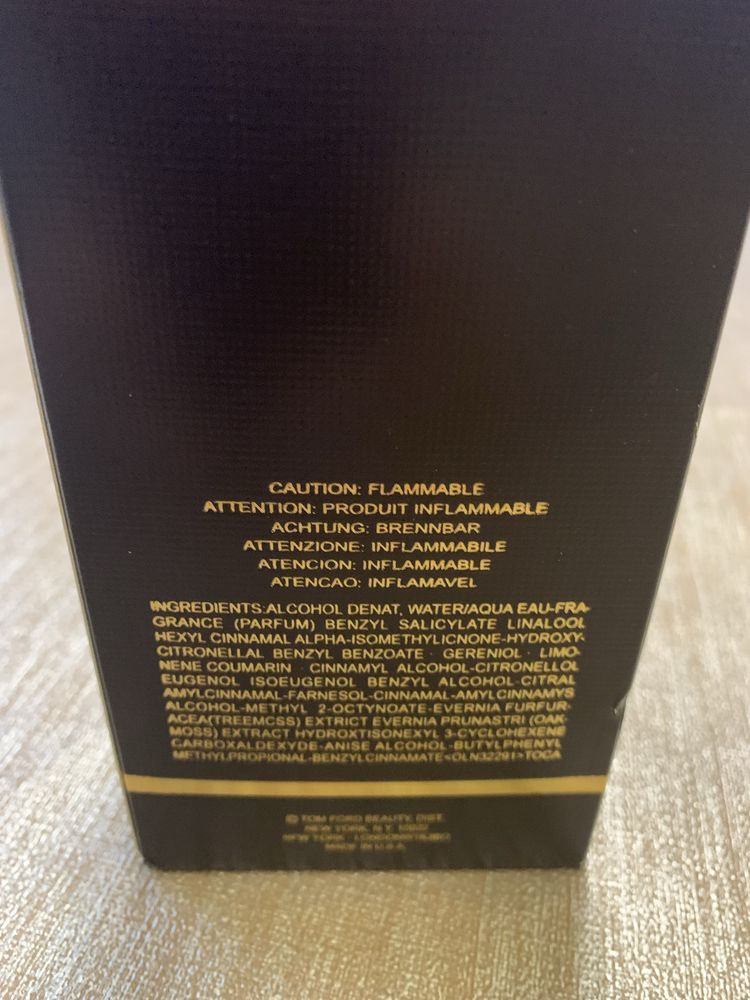 CAUTION: FLAMMABLE
ATTENTION: PRODUIT INFLAMMABLE
ACHTUNG: BRENNBAR
ATTENZIONE: INFLAMMABILE
ATENCION: INFLAMMABLE
ATENCAO: INFLAMAVEL
INGREDIENTS:ALCOHOL DENAT, WATER/AQUA EAU-FRA-
GRANCE (PARFUM) BENZYL SALICYLATE LINALOOL
HEXYL CINNAMAL ALPHA-ISOMETHYLICNONE-HYDROXY-
CITRONELLAL BENZYL BENZOATE · GERENIOL · LIMO-
NENE COUMARIN · CINNAMYL ALCOHOL-CITRONELLOL
EUGENOL ISOEUGENOL BENZYL ALCOHOL-CITRAL
AMYLCINNAMAL-FARNESOL-CINNAMAL-AMYLCINNAMYS
ALCOHOL-METHYL 2-OCTYNOATE-EVERNIA FURFUR-
ACEA(TREEMCSS) EXTRICT EVERNIA PRUNASTRI (OAK-
MOSS) EXTRACT HYDROXTISONEXYL 3-CYCLOHEXENE
CARBOXALDEXYDE-ANISE ALCOHOL-BUTYLPHENYL
METHYLPROPIONAL-BENZYLCINNAMATE<OLN32291>TOCA
© TOM FORD BEAUTY, DIST.
NEW YORK, N.Y.
NEW YORK ·
MADE IN U.S.A.